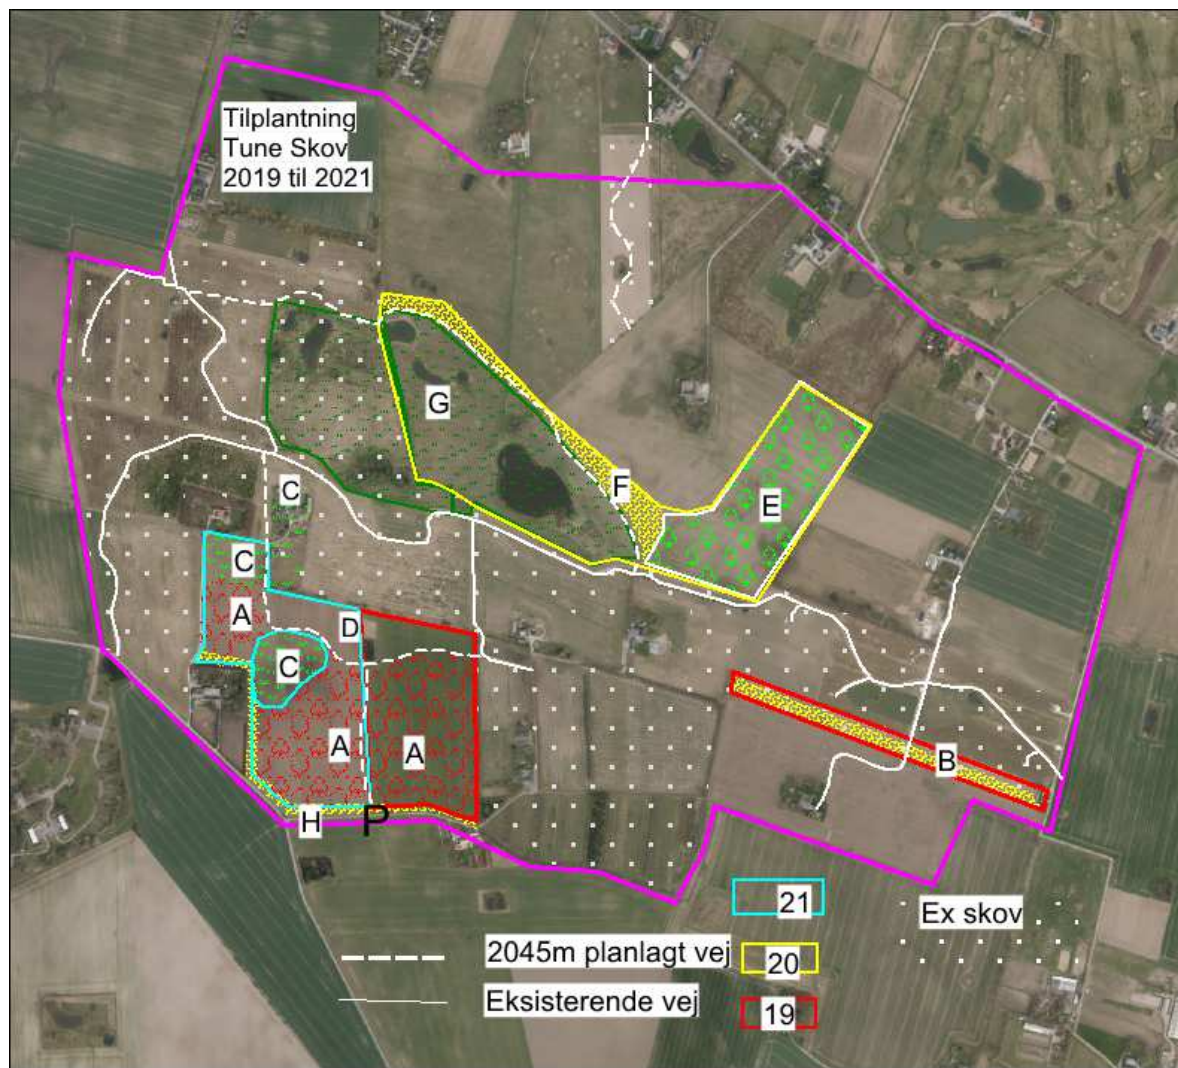 Tilplantning
Tune Skov
2019 til 2021
G
F
C
E
C
A
D
C
A
A
B
H
P
21
Ex skov
2045m planlagt vej
20
Eksisterende vej
19